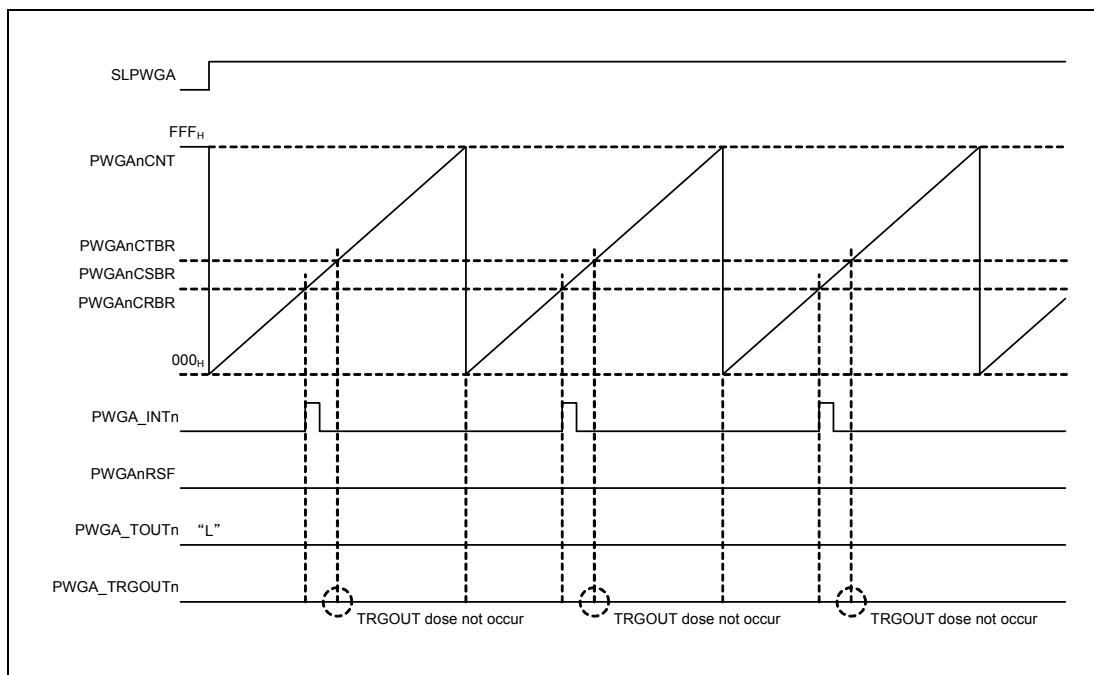 SLPWGA
FFFH
PWGAnCNT
PWGAnCTBR
PWGAnCSBR
PWGAnCRBR
000H
PWGA_INTn
PWGAnRSF
PWGA_TOUTn “L”
PWGA_TRGOUTn
TRGOUT dose not occur TRGOUT dose not occur TRGOUT dose not occur